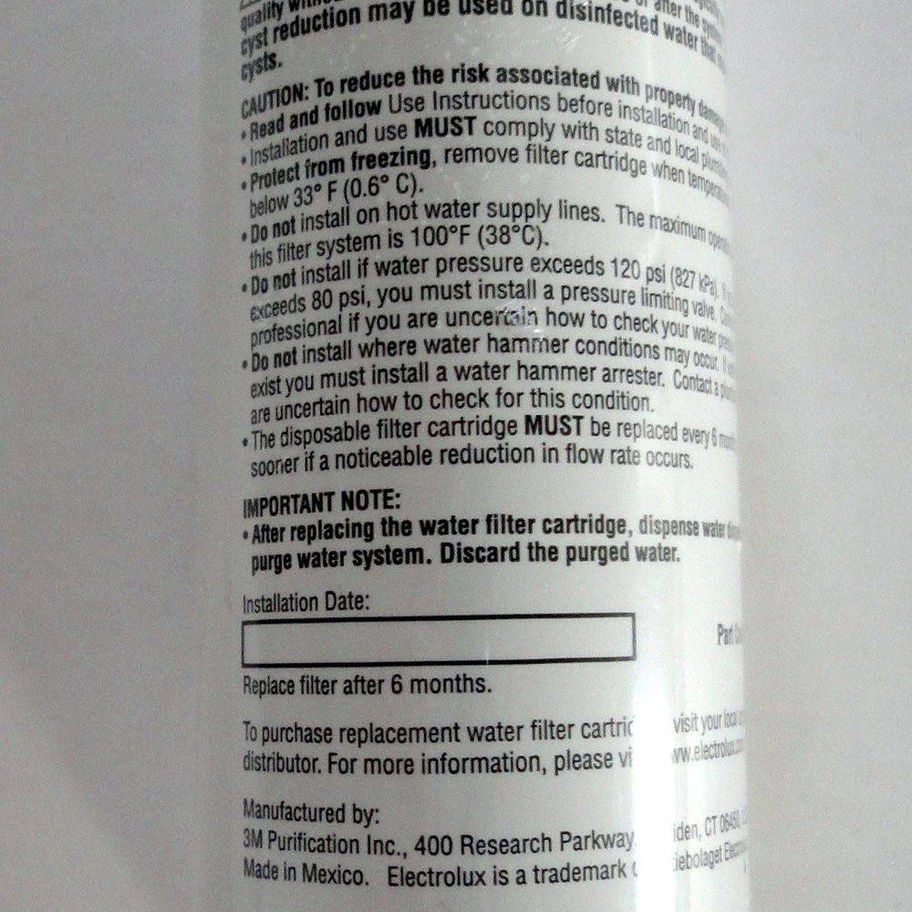 quality
cyst reduction may be used on disinfected water that
cysts.
CAUTION: To reduce the risk associated with property
• Read and follow Use Instructions before installation and use
• Installation and use MUST comply with state and local
• Protect from freezing, remove filter cartridge when
below 33° F (0.6° C).
• Do not install on hot water supply lines. The maximum
this filter system is 100°F (38°C).
• Do not install if water pressure exceeds 120 psi (827 kPa).
exceeds 80 psi, you must install a pressure limiting valve.
professional if you are uncertain how to check your water
• Do not install where water hammer conditions may occur.
exist you must install a water hammer arrester. Contact a
are uncertain how to check for this condition.
• The disposable filter cartridge MUST be replaced every 6
sooner if a noticeable reduction in flow rate occurs.
IMPORTANT NOTE:
• After replacing the water filter cartridge, dispense water
purge water system. Discard the purged water.
Installation Date:
Part
Replace filter after 6 months.
To purchase replacement water filter cartrid visit your local
distributor. For more information, please vi www.electrolux
Manufactured by:
3M Purification Inc., 400 Research Parkway iden, CT
Made in Mexico. Electrolux is a trademark